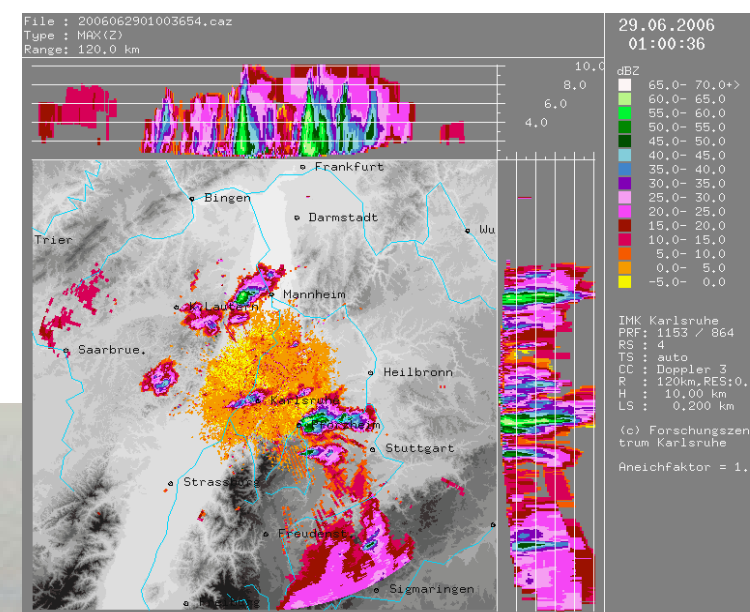 File : 2006062901003654.caz
Type : MAX(Z)
Range: 120.0 km
29.06.2006
01:00:36
10.0
8.0
6.0
4.0
dBZ
65.0- 70.0+>
60.0- 65.0
55.0- 60.0
50.0- 55.0
45.0- 50.0
40.0- 45.0
35.0- 40.0
30.0- 35.0
25.0- 30.0
20.0- 25.0
15.0- 20.0
10.0- 15.0
5.0- 10.0
0.0- 5.0
-5.0- 0.0
Frankfurt
Bingen
Darmstadt
Wu
Trier
Mannheim
K.Lautern
Saarbrue.
Heilbronn
Karlsruhe
Pforzheim
Stuttgart
Strassburg
Freudenst.
Sigmaringen
IMK Karlsruhe
PRF: 1153 / 864
RS : 4
TS : auto
CC : Doppler 3
R : 120km,RES:0.
H : 10.00 km
LS : 0.200 km
(c) Forschungszen
trum Karlsruhe
Aneichfaktor = 1.